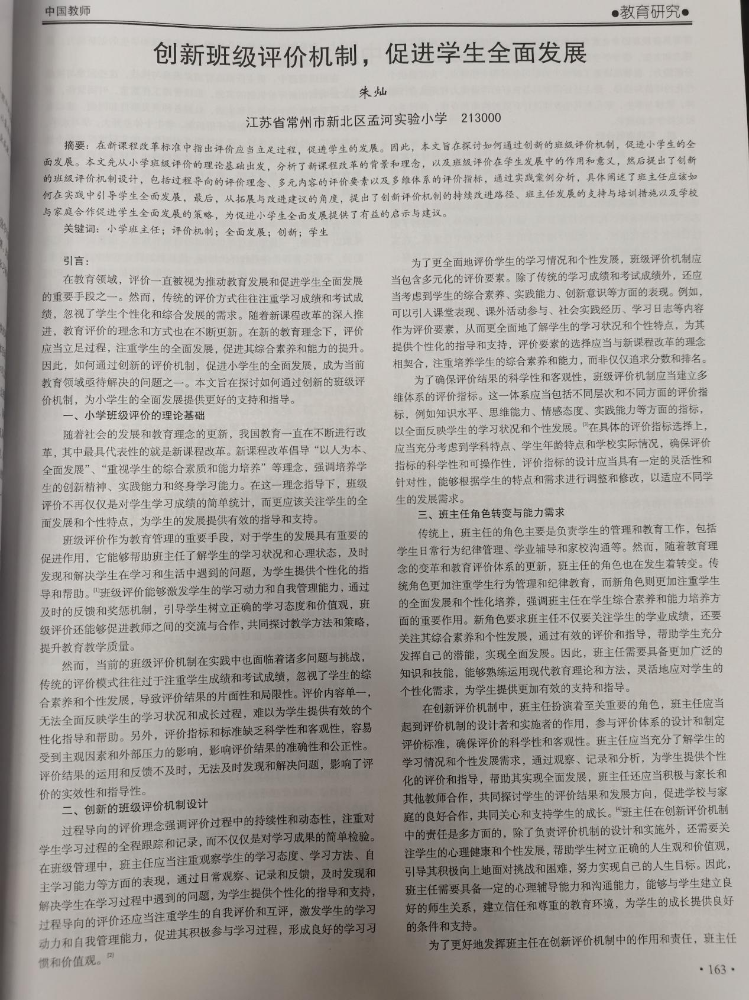 中国教师
●教育研究●
创新班级评价机制，促进学生全面发展
朱灿
江苏省常州市新北区孟河实验小学 213000
摘要：在新课程改革标准中指出评价应当立足过程，促进学生的发展。因此，本文旨在探讨如何通过创新的班级评价机制，促进小学生的全
面发展。本文先从小学班级评价的理论基础出发，分析了新课程改革的背景和理念，以及班级评价在学生发展中的作用和意义，然后提出了创新
的班级评价机制设计，包括过程导向的评价理念、多元内容的评价要素以及多维体系的评价指标，通过实践案例分析，具体阐述了班主任应该如
何在实践中引导学生全面发展，最后，从拓展与改进建议的角度，提出了创新评价机制的持续改进路径、班主任发展的支持与培训措施以及学校
与家庭合作促进学生全面发展的策略，为促进小学生全面发展提供了有益的启示与建议。
关键词：小学班主任；评价机制；全面发展；创新；学生
引言：
在教育领域，评价一直被视为推动教育发展和促进学生全面发展
的重要手段之一。然而，传统的评价方式往往注重学习成绩和考试成
绩，忽视了学生个性化和综合发展的需求。随着新课程改革的深入推
进，教育评价的理念和方式也在不断更新。在新的教育理念下，评价
应当立足过程，注重学生的全面发展，促进其综合素养和能力的提升。
因此，如何通过创新的评价机制，促进小学生的全面发展，成为当前
教育领域亟待解决的问题之一。本文旨在探讨如何通过创新的班级评
价机制，为小学生的全面发展提供更好的支持和指导。
一、小学班级评价的理论基础
随着社会的发展和教育理念的更新，我国教育一直在不断进行改
革，其中最具代表性的就是新课程改革。新课程改革倡导“以人为本、
全面发展”、“重视学生的综合素质和能力培养”等理念，强调培养学
生的创新精神、实践能力和终身学习能力。在这一理念指导下，班级
评价不再仅仅是对学生学习成绩的简单统计，而更应该关注学生的全
面发展和个性特点，为学生的发展提供有效的指导和支持。
班级评价作为教育管理的重要手段，对于学生的发展具有重要的
促进作用，它能够帮助班主任了解学生的学习状况和心理状态，及时
发现和解决学生在学习和生活中遇到的问题，为学生提供个性化的指
导和帮助。[1]班级评价能够激发学生的学习动力和自我管理能力，通过
及时的反馈和奖惩机制，引导学生树立正确的学习态度和价值观，班
级评价还能够促进教师之间的交流与合作，共同探讨教学方法和策略，
提升教育教学质量。
然而，当前的班级评价机制在实践中也面临着诸多问题与挑战，
传统的评价模式往往过于注重学生成绩和考试成绩，忽视了学生的综
合素养和个性发展，导致评价结果的片面性和局限性。评价内容单一，
无法全面反映学生的学习状况和成长过程，难以为学生提供有效的个
性化指导和帮助。另外，评价指标和标准缺乏科学性和客观性，容易
受到主观因素和外部压力的影响，影响评价结果的准确性和公正性。
评价结果的运用和反馈不及时，无法及时发现和解决问题，影响了评
价的实效性和指导性。
二、创新的班级评价机制设计
过程导向的评价理念强调评价过程中的持续性和动态性，注重对
学生学习过程的全程跟踪和记录，而不仅仅是对学习成果的简单检验。
在班级管理中，班主任应当注重观察学生的学习态度、学习方法、自
主学习能力等方面的表现，通过日常观察、记录和反馈，及时发现和
解决学生在学习过程中遇到的问题，为学生提供个性化的指导和支持，
过程导向的评价还应当注重学生的自我评价和互评，激发学生的学习
动力和自我管理能力，促进其积极参与学习过程，形成良好的学习习
惯和价值观。[2]
为了更全面地评价学生的学习情况和个性发展，班级评价机制应
当包含多元化的评价要素。除了传统的学习成绩和考试成绩外，还应
当考虑到学生的综合素养、实践能力、创新意识等方面的表现。例如，
可以引入课堂表现、课外活动参与、社会实践经历、学习日志等内容
作为评价要素，从而更全面地了解学生的学习状况和个性特点，为其
提供个性化的指导和支持，评价要素的选择应当与新课程改革的理念
相契合，注重培养学生的综合素养和能力，而非仅仅追求分数和排名。
为了确保评价结果的科学性和客观性，班级评价机制应当建立多
维体系的评价指标。这一体系应当包括不同层次和不同方面的评价指
标，例如知识水平、思维能力、情感态度、实践能力等方面的指标，
以全面反映学生的学习状况和个性发展。[3]在具体的评价指标选择上，
应当充分考虑到学科特点、学生年龄特点和学校实际情况，确保评价
指标的科学性和可操作性，评价指标的设计应当具有一定的灵活性和
针对性，能够根据学生的特点和需求进行调整和修改，以适应不同学
生的发展需求。
三、班主任角色转变与能力需求
传统上，班主任的角色主要是负责学生的管理和教育工作，包括
学生日常行为纪律管理、学业辅导和家校沟通等。然而，随着教育理
念的变革和教育评价体系的更新，班主任的角色也在发生着转变。传
统角色更加注重学生行为管理和纪律教育，而新角色则更加注重学生
的全面发展和个性化培养，强调班主任在学生综合素养和能力培养方
面的重要作用。新角色要求班主任不仅要关注学生的学业成绩，还要
关注其综合素养和个性发展，通过有效的评价和指导，帮助学生充分
发挥自己的潜能，实现全面发展。因此，班主任需要具备更加广泛的
知识和技能，能够熟练运用现代教育理论和方法，灵活地应对学生的
个性化需求，为学生提供更加有效的支持和指导。
在创新评价机制中，班主任扮演着至关重要的角色，班主任应当
起到评价机制的设计者和实施者的作用，参与评价体系的设计和制定
评价标准，确保评价的科学性和客观性。班主任应当充分了解学生的
学习情况和个性发展需求，通过观察、记录和分析，为学生提供个性
化的评价和指导，帮助其实现全面发展，班主任还应当积极与家长和
其他教师合作，共同探讨学生的评价结果和发展方向，促进学校与家
庭的良好合作，共同关心和支持学生的成长。[4]班主任在创新评价机制
中的责任是多方面的，除了负责评价机制的设计和实施外，还需要关
注学生的心理健康和个性发展，帮助学生树立正确的人生观和价值观，
引导其积极向上地面对挑战和困难，努力实现自己的人生目标。因此，
班主任需要具备一定的心理辅导能力和沟通能力，能够与学生建立良
好的师生关系，建立信任和尊重的教育环境，为学生的成长提供良好
的条件和支持。
为了更好地发挥班主任在创新评价机制中的作用和责任，班主任
·163·